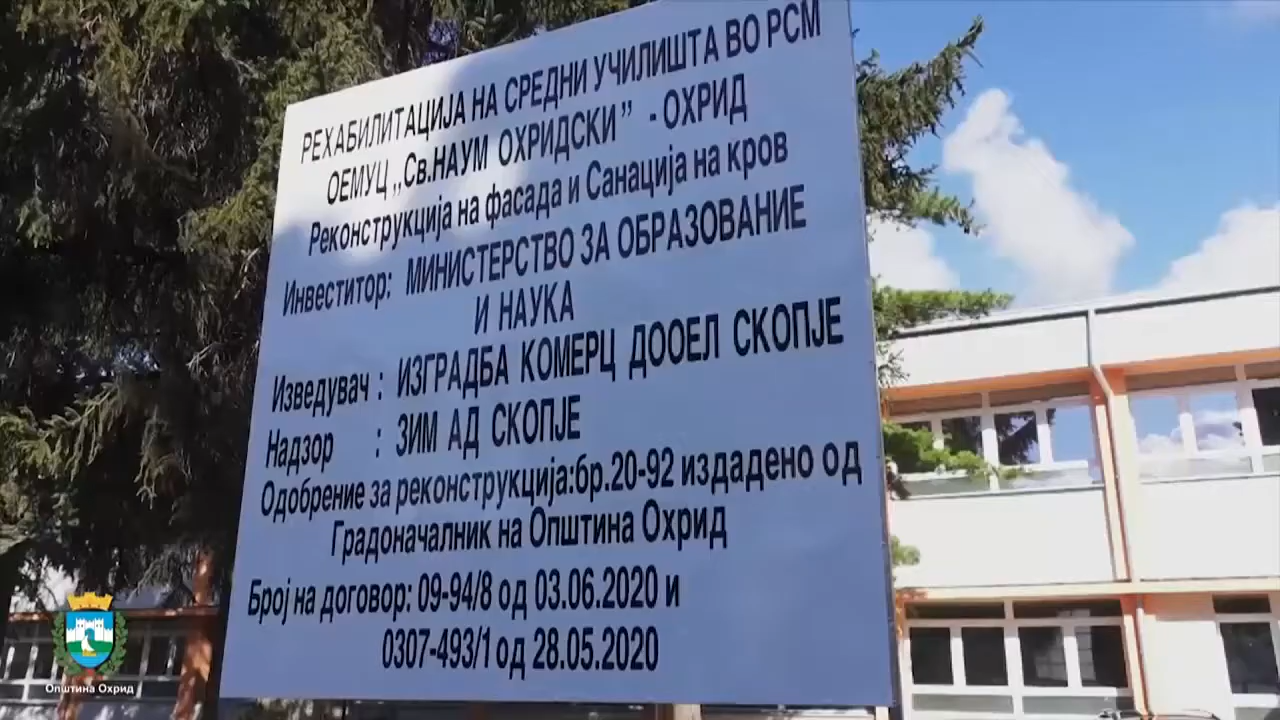 РЕХАБИЛИТАЦИЈА НА СРЕДНИ УЧИЛИШТА ВО РСМ
ОЕМУЦ „Св.НАУМ ОХРИДСКИ” - ОХРИД
Реконструкција на фасада и Санација на кров
Инвеститор: МИНИСТЕРСТВО ЗА ОБРАЗОВАНИЕ
И НАУКА
Изведувач : ИЗГРАДБА КОМЕРЦ ДООЕЛ СКОПЈЕ
Надзор : ЗИМ АД СКОПЈЕ
Одобрение за реконструкција:бр.20-92 издадено од
Градоначалник на Општина Охрид
Број на договор: 09-94/8 од 03.06.2020 и
0307-493/1 од 28.05.2020
Општина Охрид